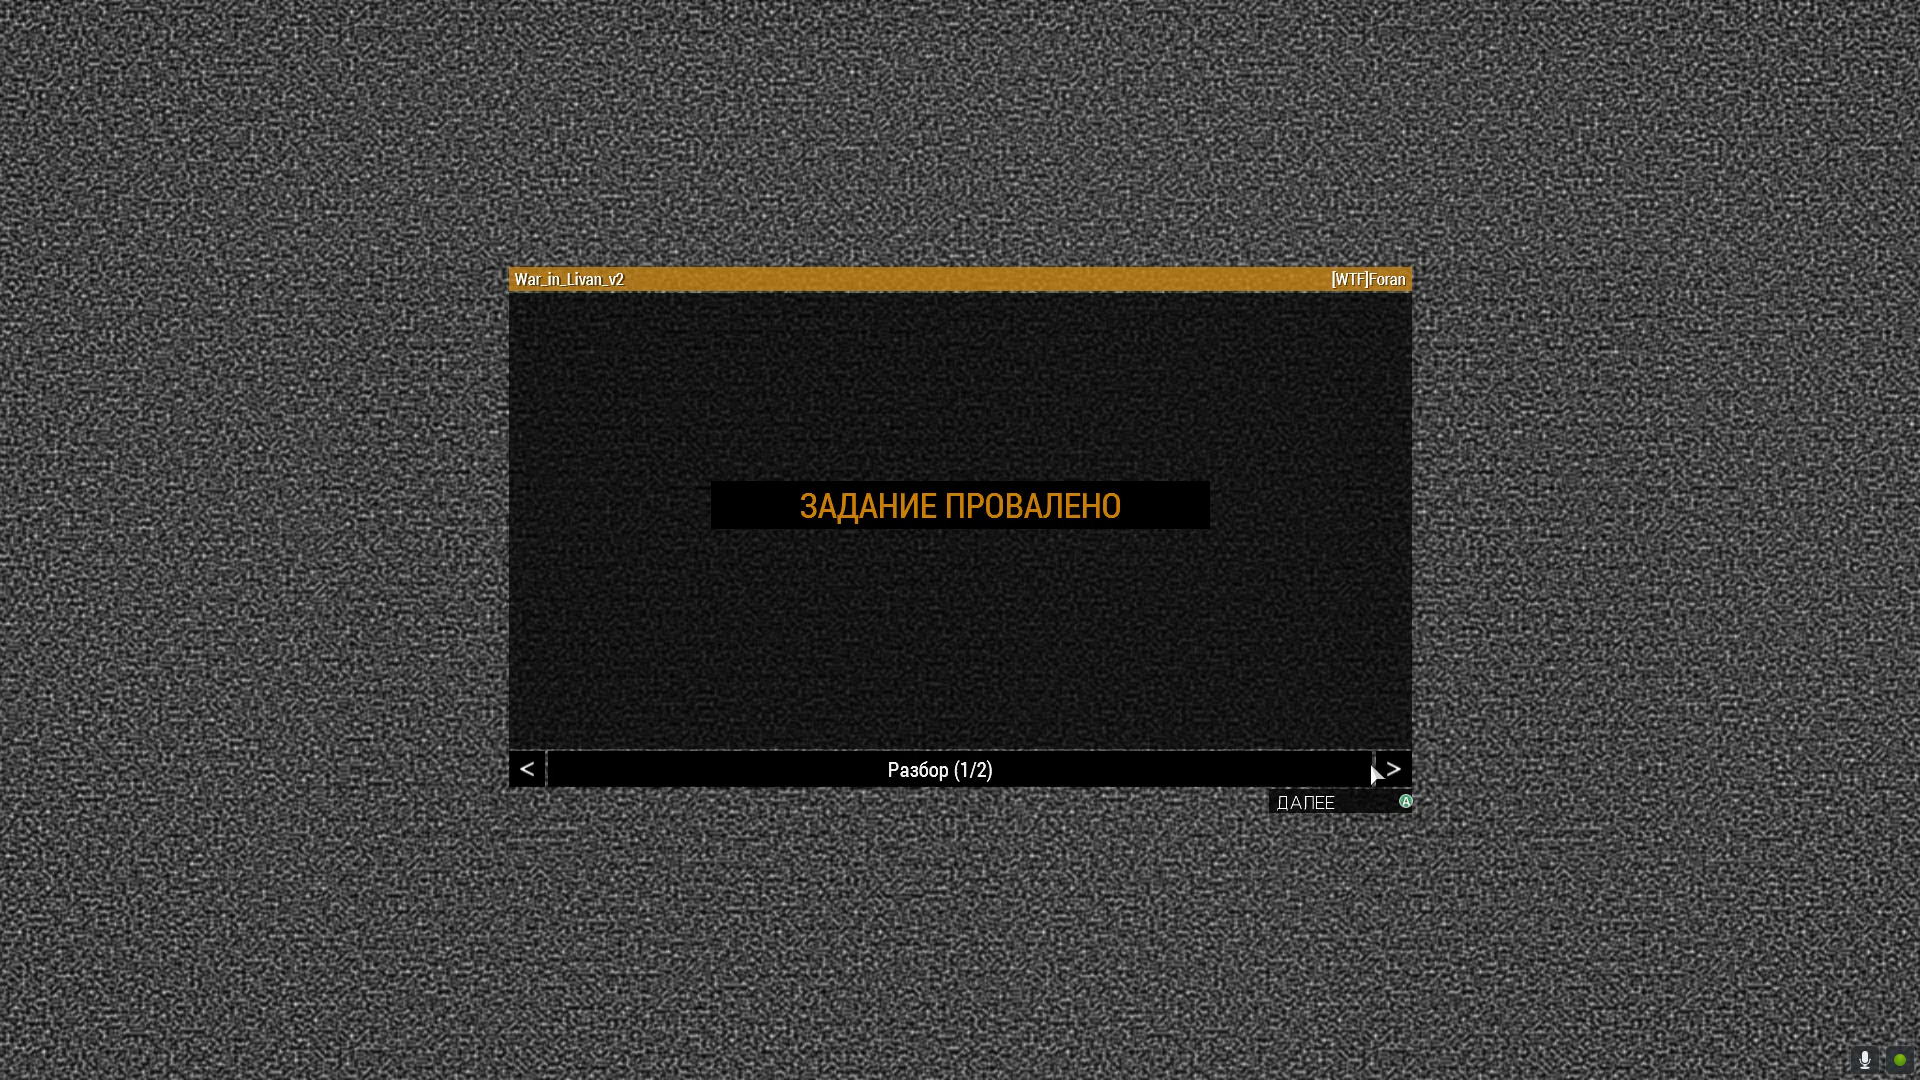 War_in_Livan_v2 [WTF]Foran
ЗАДАНИЕ ПРОВАЛЕНО
< Разбор (1/2) >
ДАЛЕЕ A